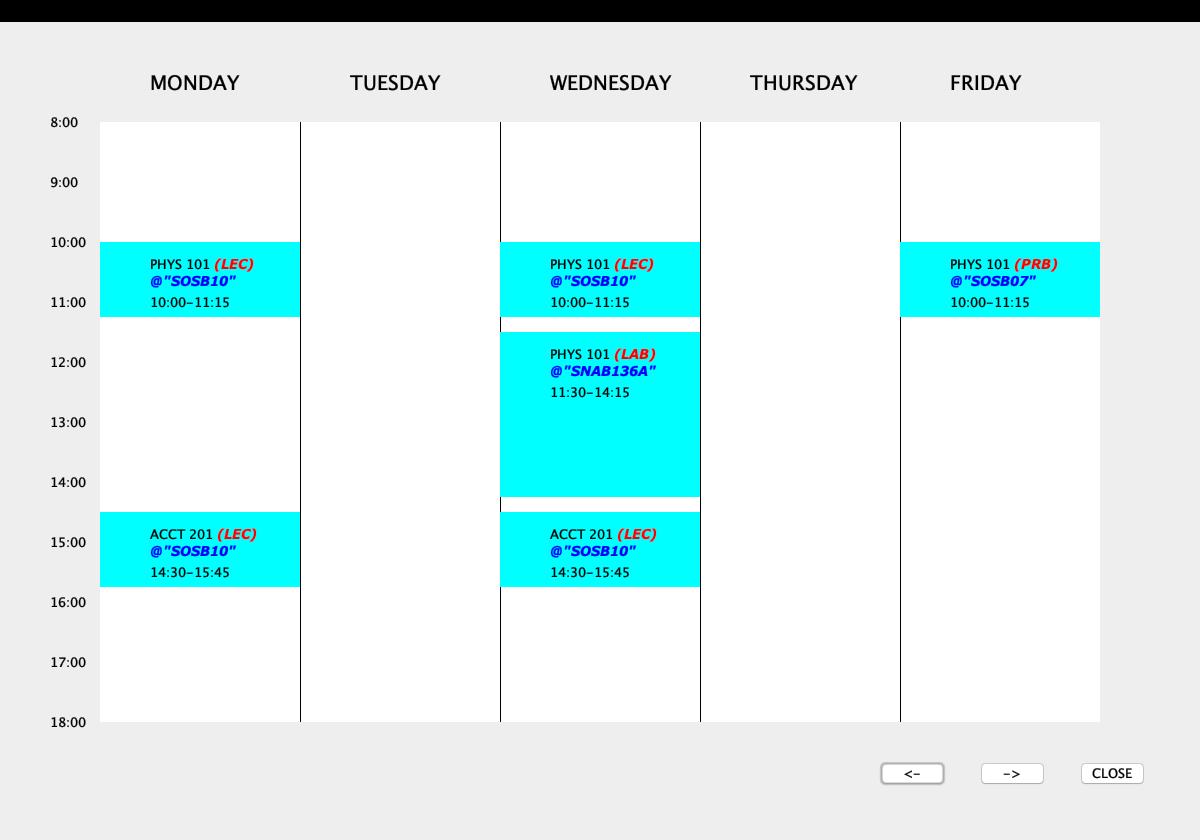 MONDAY TUESDAY WEDNESDAY THURSDAY FRIDAY
8:00
9:00
10:00
PHYS 101 (LEC) PHYS 101 (LEC) PHYS 101 (PRB)
@"SOSB10" @"SOSB10" @"SOSB07"
11:00 10:00-11:15 10:00-11:15 10:00-11:15
PHYS 101 (LAB)
12:00 @"SNAB136A"
11:30-14:15
13:00
14:00
ACCT 201 (LEC) ACCT 201 (LEC)
15:00 @"SOSB10" @"SOSB10"
14:30-15:45 14:30-15:45
16:00
17:00
18:00
<- -> CLOSE